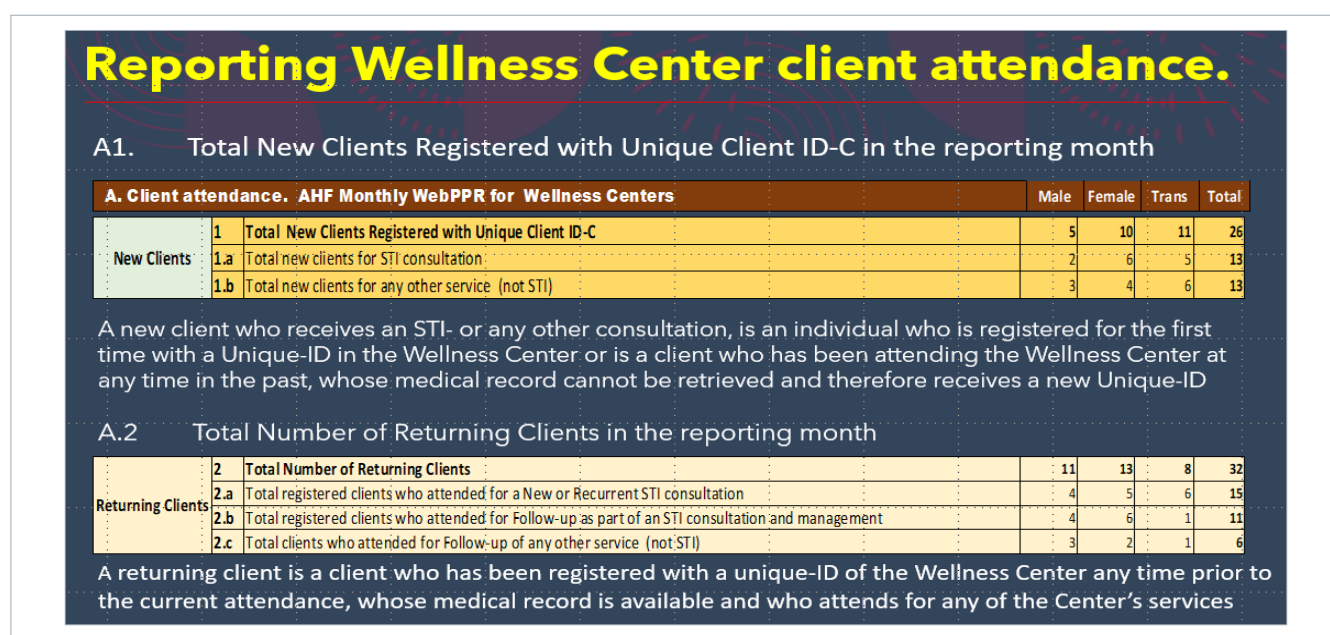 Reporting Wellness Center client attendance.
A1. Total New Clients Registered with Unique Client ID-C in the reporting month
A. Client attendance. AHF Monthly WebPPR for Wellness Centers Male Female Trans Total
New Clients
1 Total New Clients Registered with Unique Client ID-C 5 10 11 26
1.a Total new clients for STI consultation 2 6 5 13
1.b Total new clients for any other service (not STI) 3 4 6 13
A new client who receives an STI- or any other consultation, is an individual who is registered for the first
time with a Unique-ID in the Wellness Center or is a client who has been attending the Wellness Center at
any time in the past, whose medical record cannot be retrieved and therefore receives a new Unique-ID
A.2 Total Number of Returning Clients in the reporting month
Returning Clients
2 Total Number of Returning Clients 11 13 8 32
2.a Total registered clients who attended for a New or Recurrent STI consultation 4 5 6 15
2.b Total registered clients who attended for Follow-up as part of an STI consultation and management 4 6 1 11
2.c Total clients who attended for Follow-up of any other service (not STI) 3 2 1 6
A returning client is a client who has been registered with a unique-ID of the Wellness Center any time prior to
the current attendance, whose medical record is available and who attends for any of the Center's services